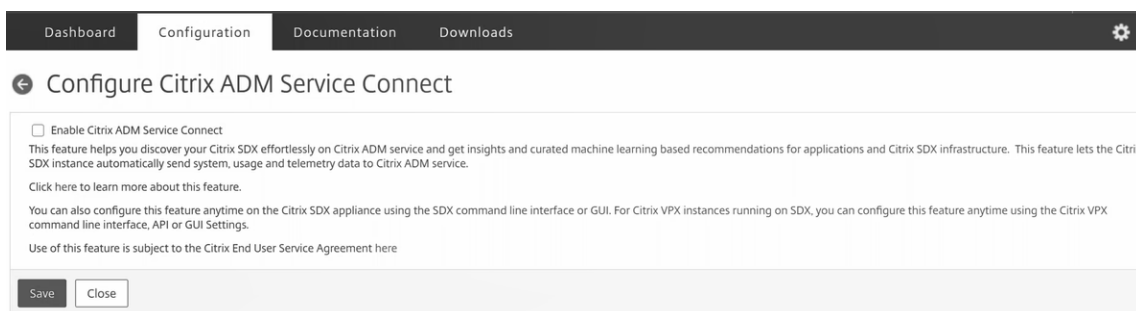 Dashboard Configuration Documentation Downloads
Configure Citrix ADM Service Connect
Enable Citrix ADM Service Connect
This feature helps you discover your Citrix SDX effortlessly on Citrix ADM service and get insights and curated machine learning based recommendations for applications and Citrix SDX infrastructure. This feature lets the Citri
SDX instance automatically send system, usage and telemetry data to Citrix ADM service.
Click here to learn more about this feature.
You can also configure this feature anytime on the Citrix SDX appliance using the SDX command line interface or GUI. For Citrix VPX instances running on SDX, you can configure this feature anytime using the Citrix VPX
command line interface, API or GUI Settings.
Use of this feature is subject to the Citrix End User Service Agreement here
Save Close